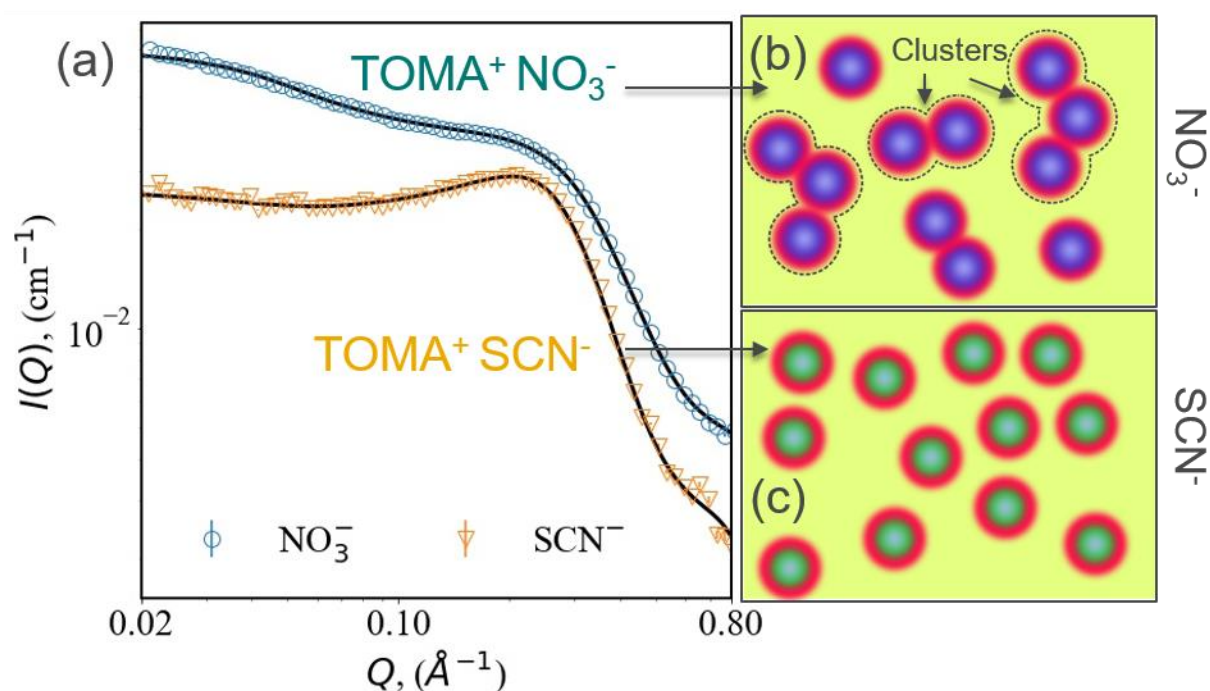 (a)
TOMA⁺ NO₃⁻
TOMA⁺ SCN⁻
I(Q), (cm⁻¹)
10⁻²
NO₃⁻
SCN⁻
0.02
0.10
0.80
Q, (Å⁻¹)
(b)
Clusters
NO₃⁻
(c)
SCN⁻